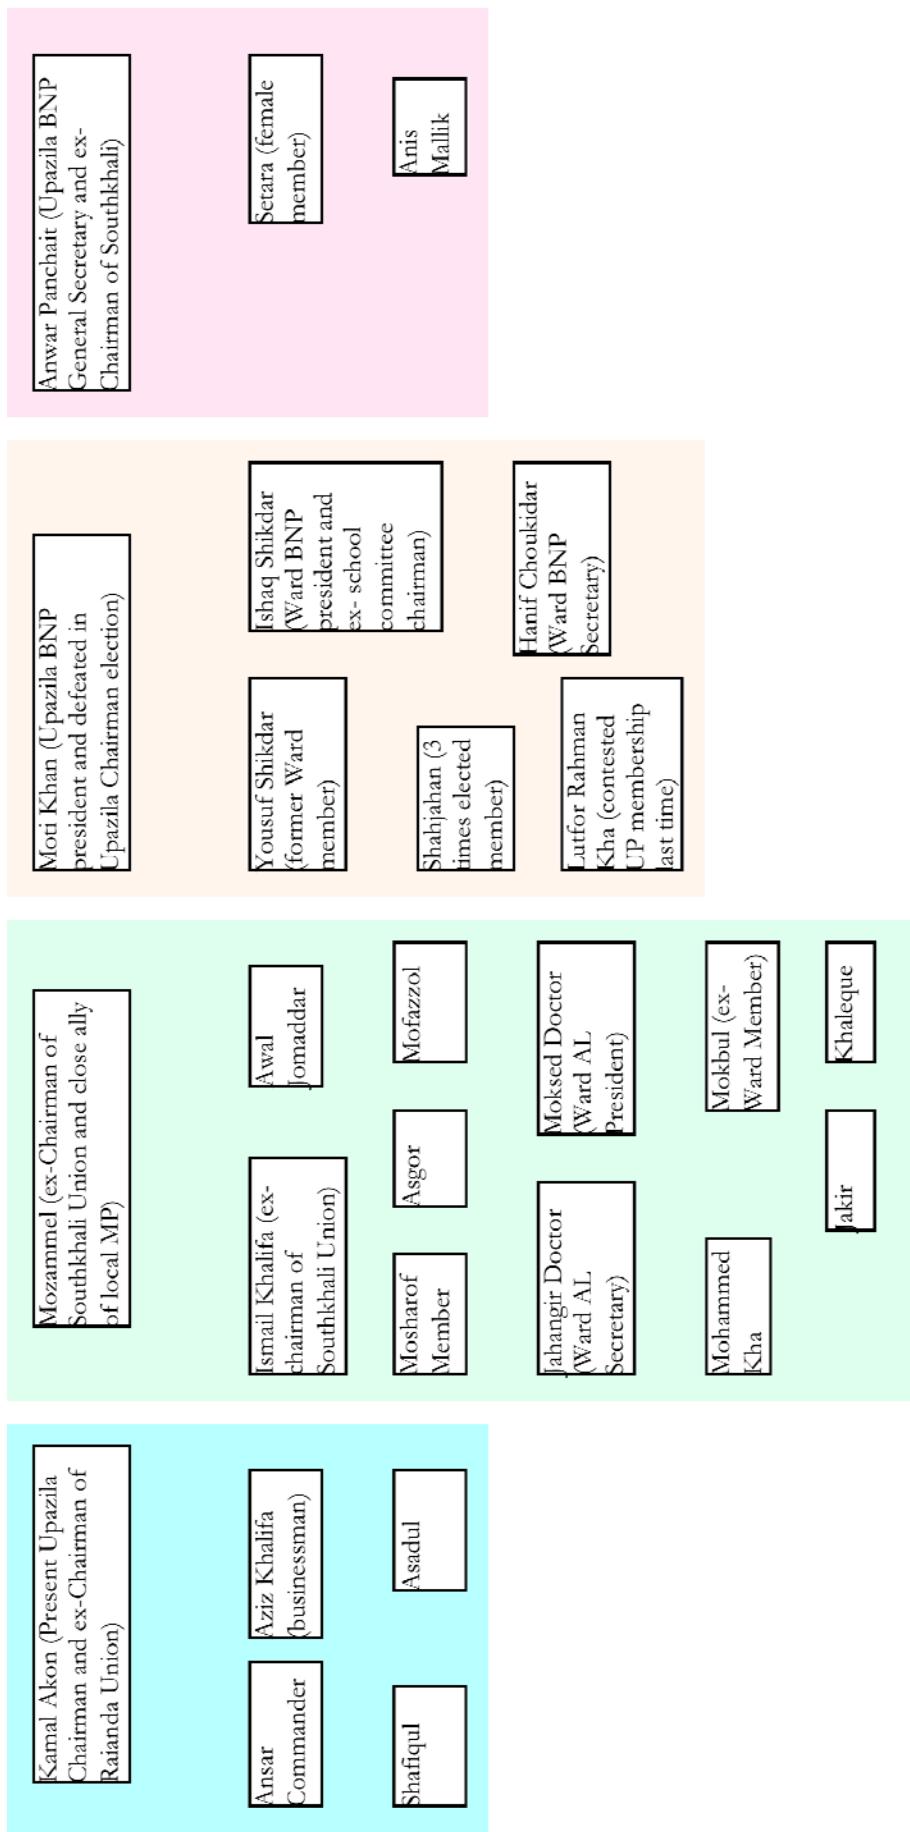 Kamal Akon (Present Upazila
Chairman and ex-Chairman of
Raianda Union)
Ansar
Commander
Aziz Khalifa
(businessman)
Shafiqul
Asadul
Mozammel (ex-Chairman of
Southkhali Union and close ally
of local MP)
Ismail Khalifa (ex-
chairman of
Southkhali Union)
Awal
Jomaddar
Mosharof
Member
Asgor
Mofazzol
Jahangir Doctor
(Ward AL
Secretary)
Moksed Doctor
(Ward AL
President)
Mohammed
Kha
Mokbul (ex-
Ward Member)
Jakir
Khaleque
Moti Khan (Upazila BNP
president and defeated in
Upazila Chairman election)
Yousuf Shikdar
(former Ward
member)
Ishaq Shikdar
(Ward BNP
president and
ex- school
committee
chairman)
Shahjahan (3
times elected
member)
Hanif Choukidar
(Ward BNP
Secretary)
Lutfor Rahman
Kha (contested
UP membership
last time)
Anwar Panchait (Upazila BNP
General Secretary and ex-
Chairman of Southkhali)
Setara (female
member)
Anis
Mallik